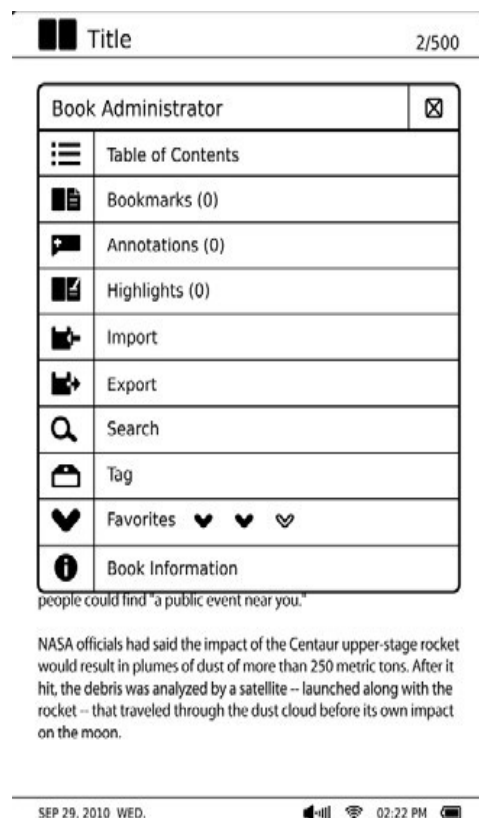 Title
2/500
Book Administrator
Table of Contents
Bookmarks (0)
Annotations (0)
Highlights (0)
Import
Export
Search
Tag
Favorites
Book Information
people could find "a public event near you."
NASA officials had said the impact of the Centaur upper-stage rocket
would result in plumes of dust of more than 250 metric tons. After it
hit, the debris was analyzed by a satellite -- launched along with the
rocket -- that traveled through the dust cloud before its own impact
on the moon.
SEP 29. 2010 WED.
02:22 PM